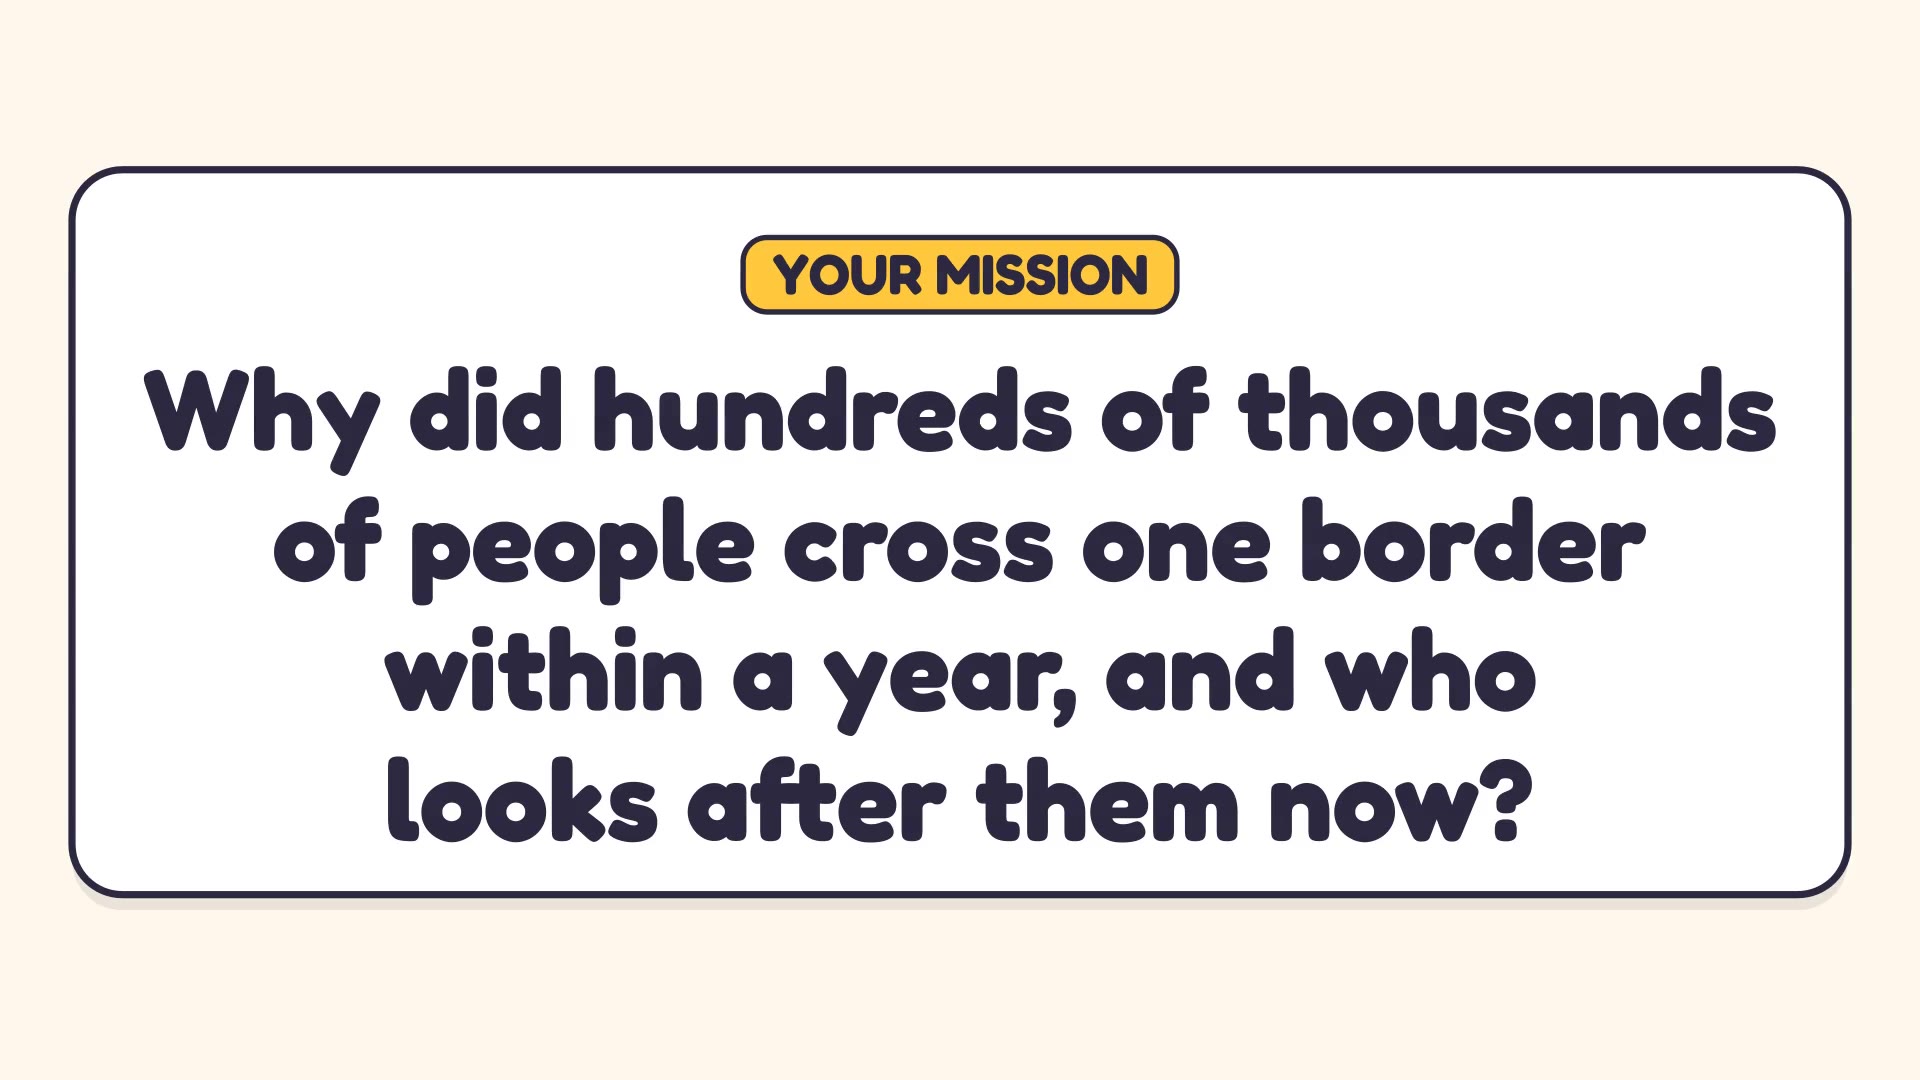 YOUR MISSION
Why did hundreds of thousands
of people cross one border
within a year, and who
looks after them now?